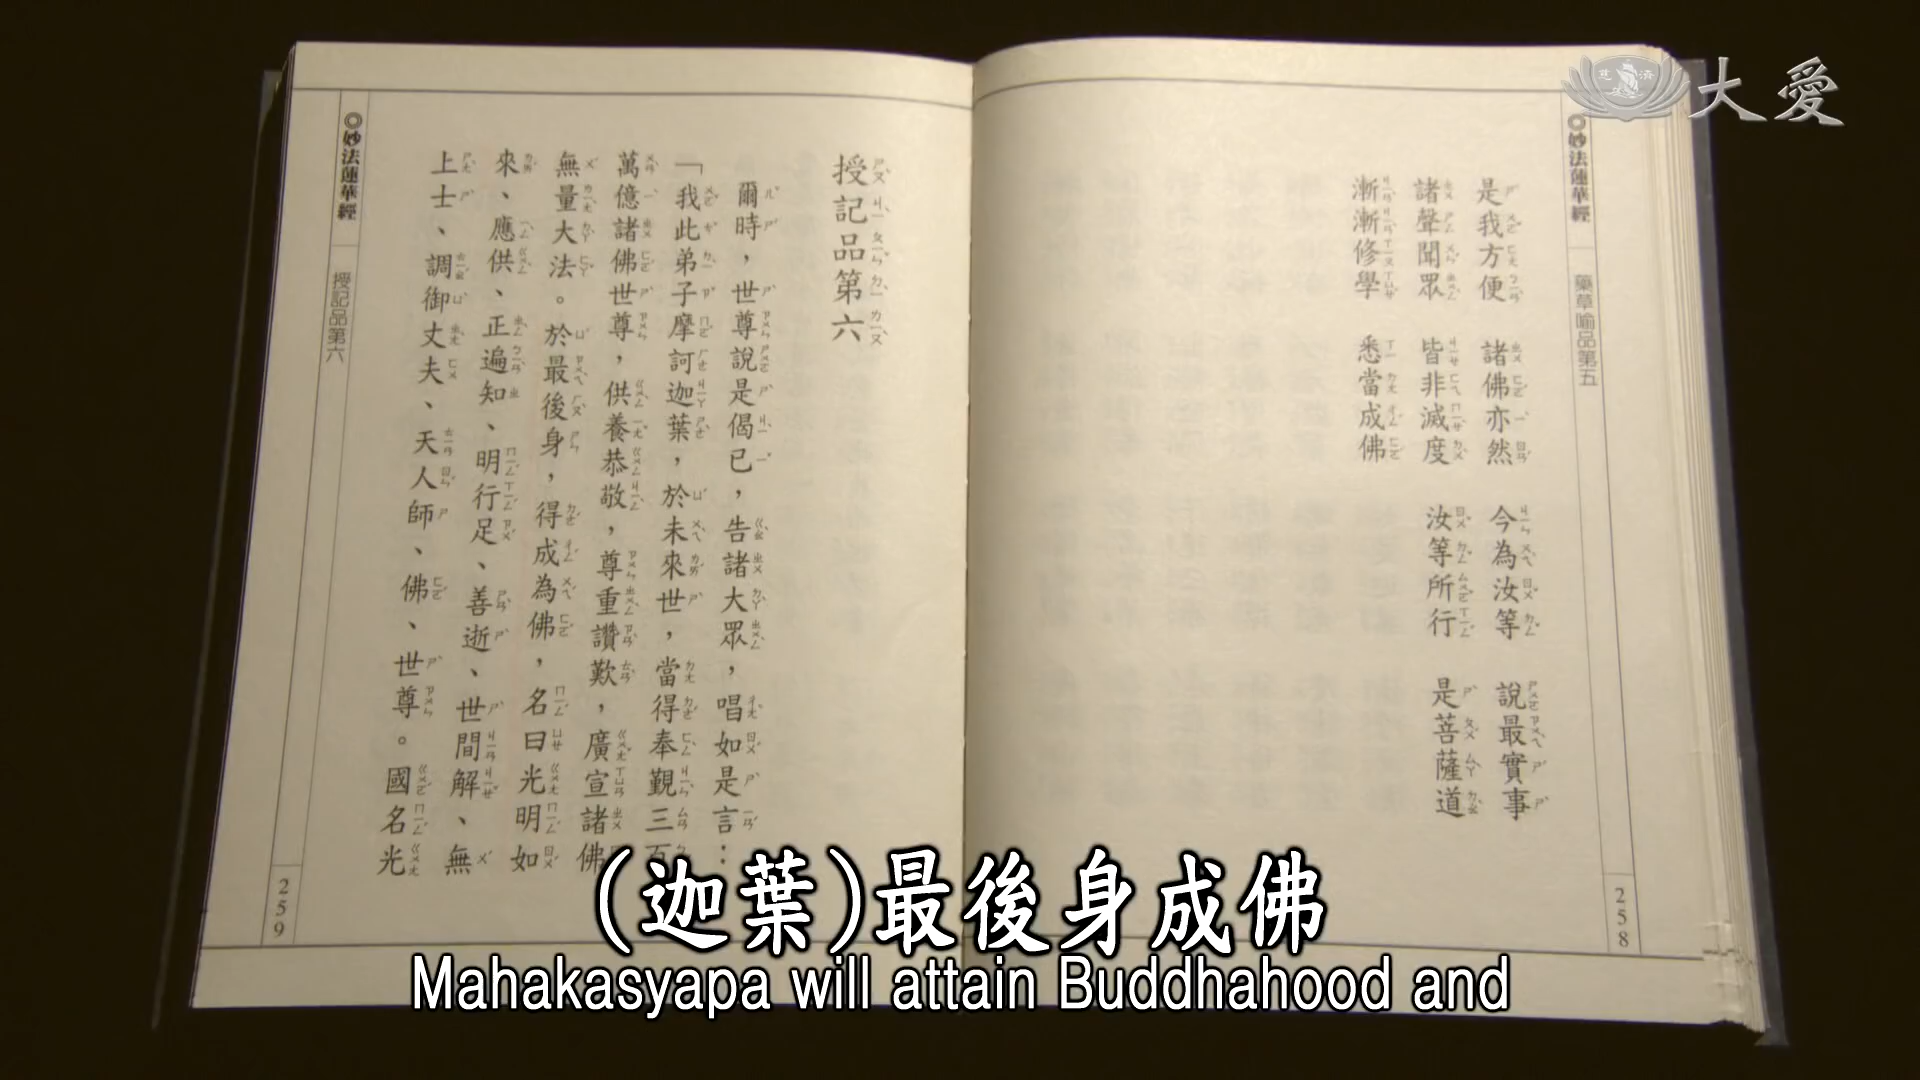 大愛
慈濟
妙法蓮華經
藥草喻品第五
是我方便 諸佛亦然 今為汝等 說最實事
諸聲聞眾 皆非滅度 汝等所行 是菩薩道
漸漸修學 悉當成佛
258
授記品第六
爾時，世尊說是偈已，告諸大眾，唱如是言：
「我此弟子摩訶迦葉，於未來世，當得奉覲三百
萬億諸佛世尊，供養恭敬，尊重讚歎，廣宣諸佛
無量大法。於最後身，得成為佛，名曰光明如
來、應供、正遍知、明行足、善逝、世間解、無
上士、調御丈夫、天人師、佛、世尊。國名光
妙法蓮華經
授記品第六
259
(迦葉)最後身成佛
Mahakasyapa will attain Buddhahood and